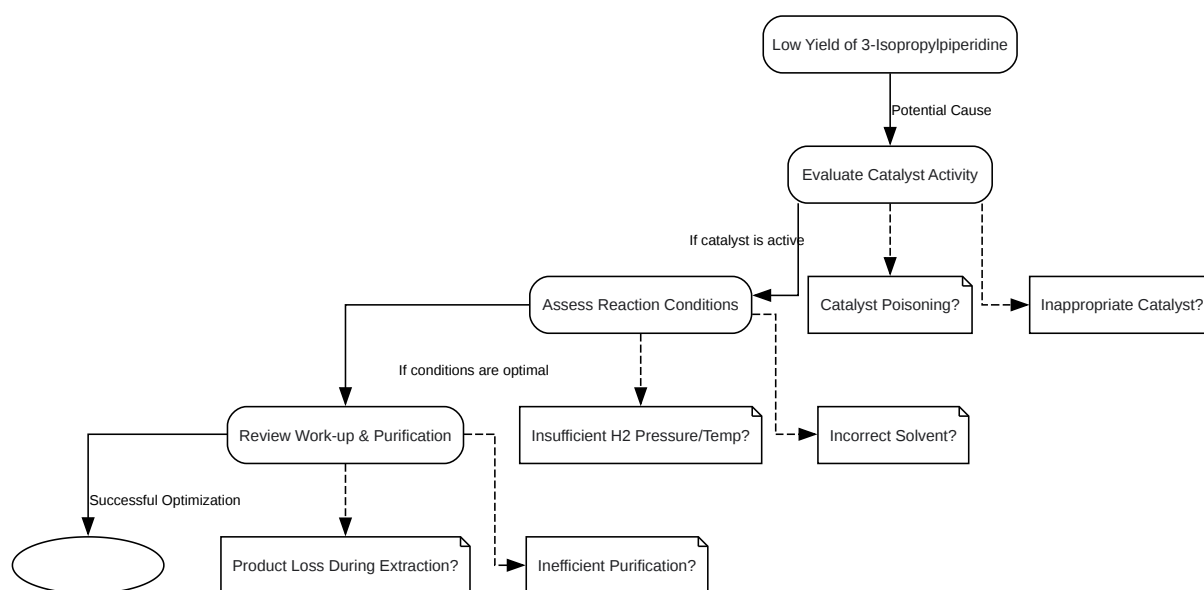 Low Yield of 3-Isopropylpiperidine
Potential Cause
Evaluate Catalyst Activity
If catalyst is active
Assess Reaction Conditions
Catalyst Poisoning?
Inappropriate Catalyst?
If conditions are optimal
Review Work-up & Purification
Insufficient H2 Pressure/Temp?
Incorrect Solvent?
Successful Optimization
Product Loss During Extraction?
Inefficient Purification?